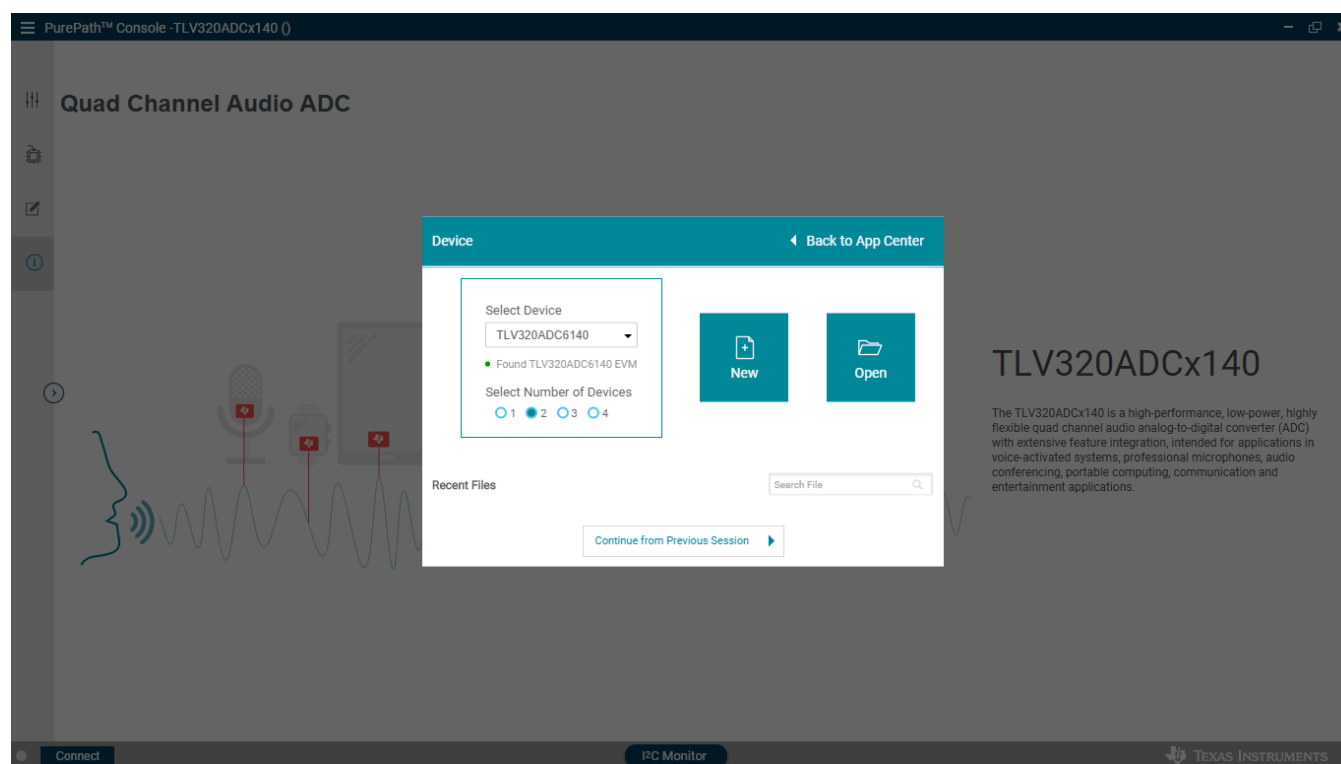 PurePath™ Console -TLV320ADCx140 ()
Quad Channel Audio ADC
Device
Back to App Center
Select Device
TLV320ADC6140
Found TLV320ADC6140 EVM
Select Number of Devices
1 2 3 4
New
Open
Recent Files
Search File
Continue from Previous Session
TLV320ADCx140
The TLV320ADCx140 is a high-performance, low-power, highly
flexible quad channel audio analog-to-digital converter (ADC)
with extensive feature integration, intended for applications in
voice-activated systems, professional microphones, audio
conferencing, portable computing, communication and
entertainment applications.
Connect
I²C Monitor
TEXAS INSTRUMENTS